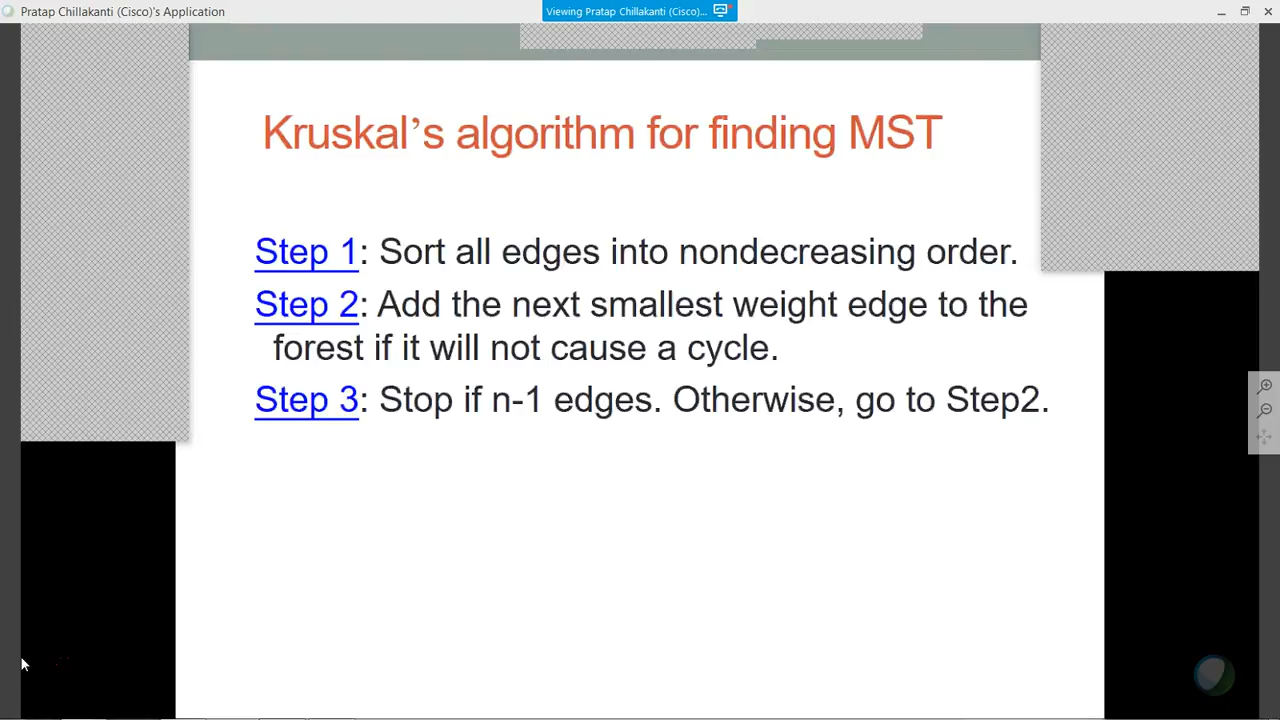 Pratap Chillakanti (Cisco)'s Application
Viewing Pratap Chillakanti (Cisco)...
Kruskal’s algorithm for finding MST
Step 1: Sort all edges into nondecreasing order.
Step 2: Add the next smallest weight edge to the
forest if it will not cause a cycle.
Step 3: Stop if n-1 edges. Otherwise, go to Step2.